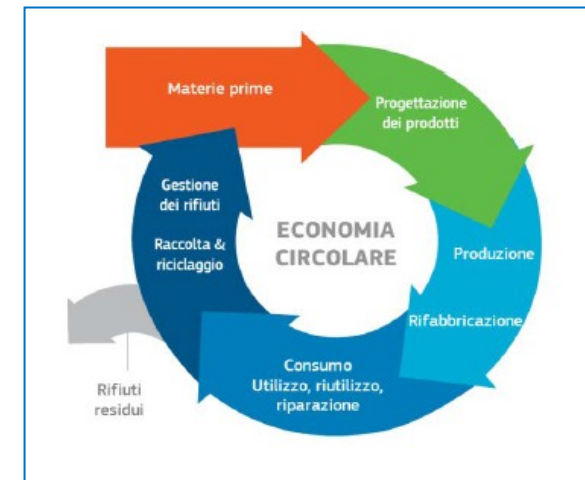 Materie prime
Progettazione
dei prodotti
Gestione
dei rifiuti
Raccolta &
riciclaggio
ECONOMIA
CIRCOLARE
Produzione
Rifabbricazione
Consumo
Utilizzo, riutilizzo,
riparazione
Rifiuti
residui